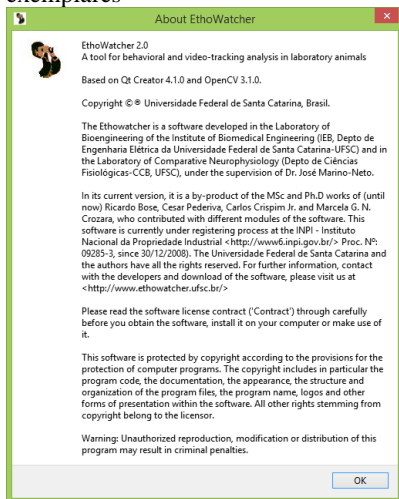 exemplares
About EthoWatcher
EthoWatcher 2.0
A tool for behavioral and video-tracking analysis in laboratory animals
Based on Qt Creator 4.1.0 and OpenCV 3.1.0.
Copyright ©® Universidade Federal de Santa Catarina, Brasil.
The Ethowatcher is a software developed in the Laboratory of
Bioengineering of the Institute of Biomedical Engineering (IEB, Depto de
Engenharia Elétrica da Universidade Federal de Santa Catarina-UFSC) and in
the Laboratory of Comparative Neurophysiology (Depto de Ciências
Fisiológicas-CCB, UFSC), under the supervision of Dr. José Marino-Neto.
In its current version, it is a by-product of the MSc and Ph.D works of (until
now) Ricardo Bose, Cesar Pederiva, Carlos Crispim Jr. and Marcela G. N.
Crozara, who contributed with different modules of the software. This
software is currently under registering process at the INPI - Instituto
Nacional da Propriedade Industrial <http://www6.inpi.gov.br/> Proc. Nº:
09285-3, since 30/12/2008). The Universidade Federal de Santa Catarina and
the authors have all the rights reserved. For further information, contact
with the developers and download of the software, please visit us at
<http://www.ethowatcher.ufsc.br/>
Please read the software license contract ('Contract') through carefully
before you obtain the software, install it on your computer or make use of
it.
This software is protected by copyright according to the provisions for the
protection of computer programs. The copyright includes in particular the
program code, the documentation, the appearance, the structure and
organization of the program files, the program name, logos and other
forms of presentation within the software. All other rights stemming from
copyright belong to the licensor.
Warning: Unauthorized reproduction, modification or distribution of this
program may result in criminal penalties.
OK